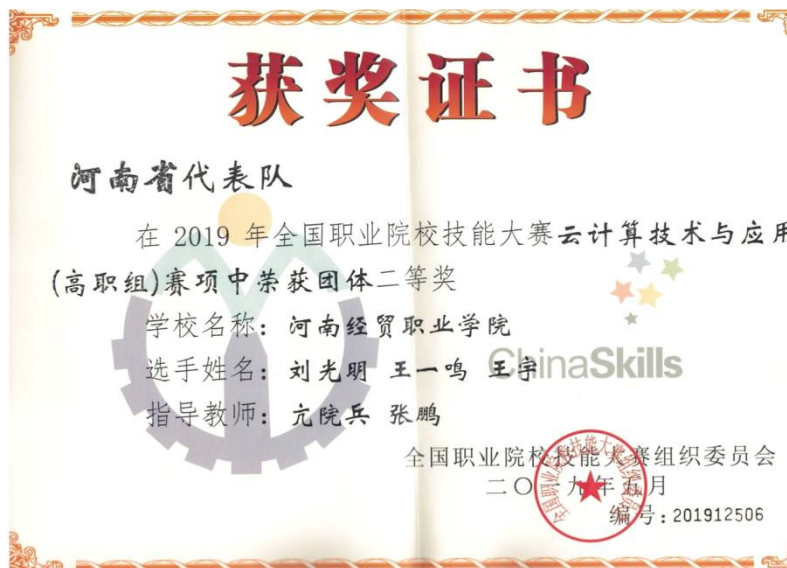 获奖证书
河南省代表队
在 2019 年全国职业院校技能大赛云计算技术与应用
(高职组)赛项中荣获团体二等奖
学校名称：河南经贸职业学院
选手姓名：刘光明 王一鸣 王宇
ChinaSkills
指导教师：亢院兵 张鹏
全国职业院校技能大赛组织委员会
二〇一九年五月
编号：201912506